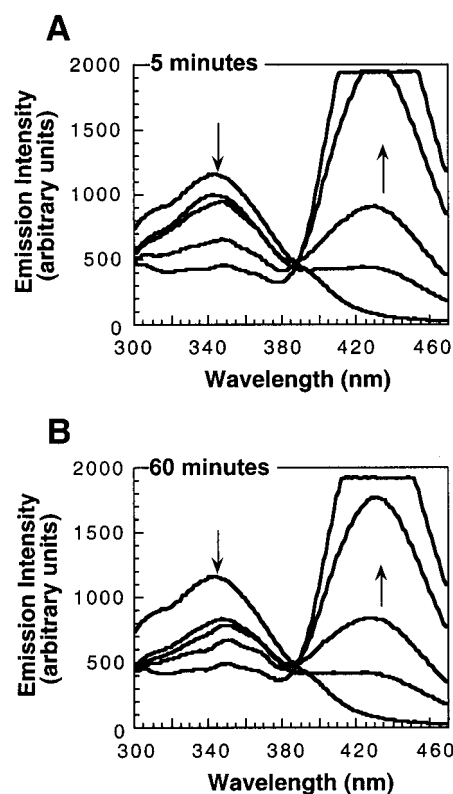 A
5 minutes
2000
1500
1000
500
0
300 340 380 420 460
Emission Intensity
(arbitrary units)
Wavelength (nm)
B
60 minutes
2000
1500
1000
500
0
300 340 380 420 460
Emission Intensity
(arbitrary units)
Wavelength (nm)